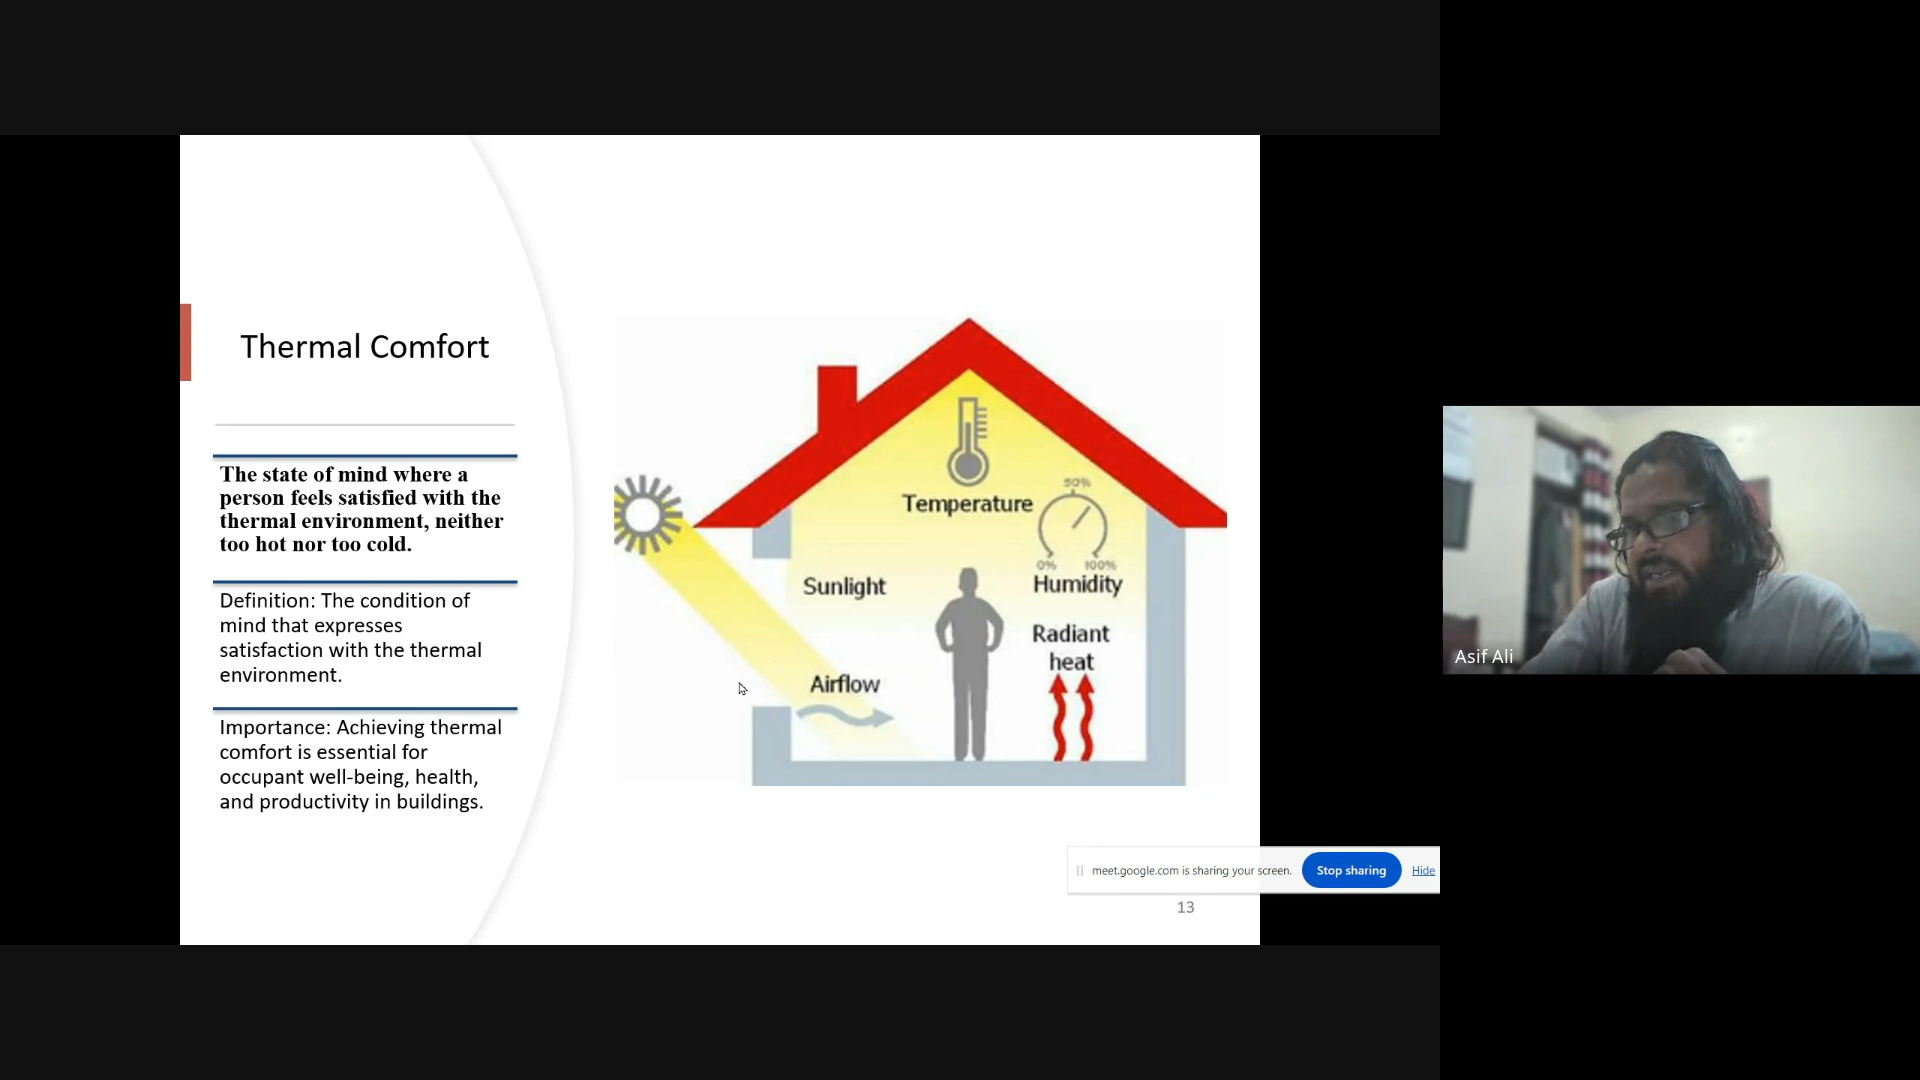 Thermal Comfort
The state of mind where a
person feels satisfied with the
thermal environment, neither
too hot nor too cold.
Definition: The condition of
mind that expresses
satisfaction with the thermal
environment.
Importance: Achieving thermal
comfort is essential for
occupant well-being, health,
and productivity in buildings.
Temperature
50%
0% 100%
Humidity
Sunlight
Radiant
heat
Airflow
meet.google.com is sharing your screen. Stop sharing Hide
13
Asif Ali